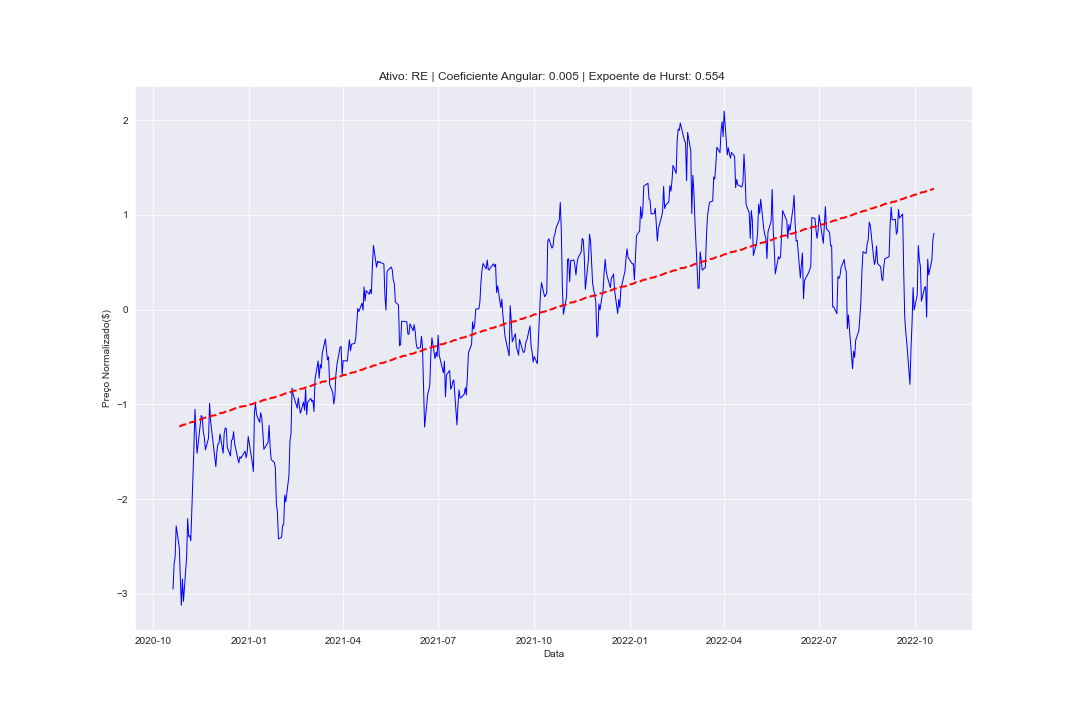 Ativo: RE | Coeficiente Angular: 0.005 | Expoente de Hurst: 0.554
Preço Normalizado($)
2
1
0
−1
−2
−3
2020-10 2021-01 2021-04 2021-07 2021-10 2022-01 2022-04 2022-07 2022-10
Data